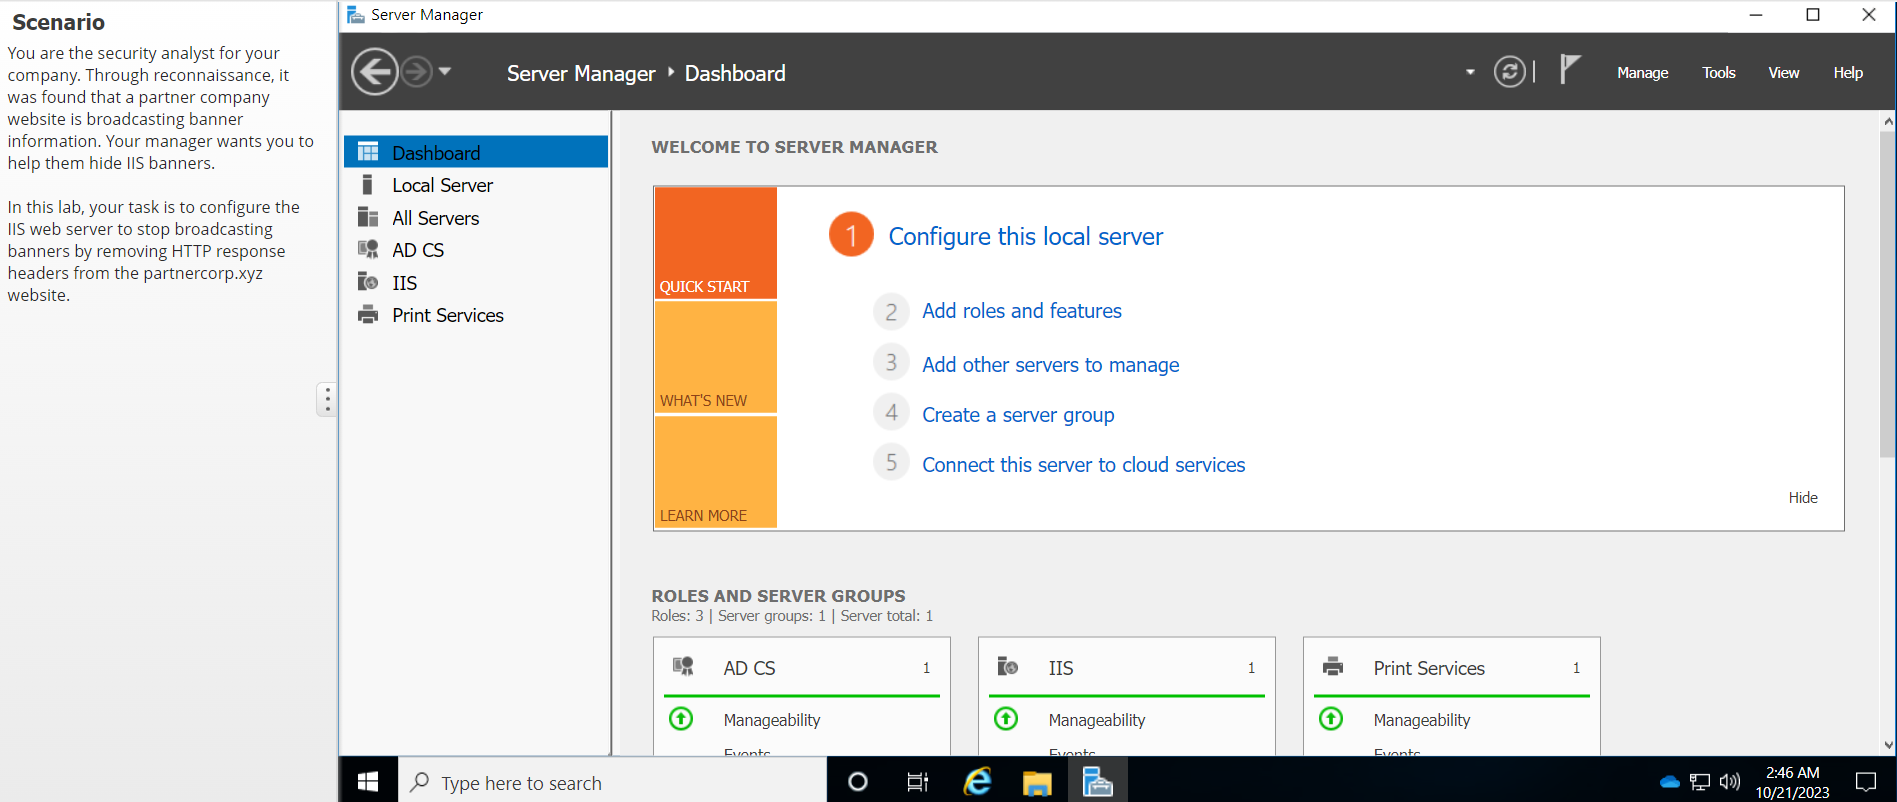 Scenario
You are the security analyst for your
company. Through reconnaissance, it
was found that a partner company
website is broadcasting banner
information. Your manager wants you to
help them hide IIS banners.
In this lab, your task is to configure the
IIS web server to stop broadcasting
banners by removing HTTP response
headers from the partnercorp.xyz
website.
Server Manager
Server Manager Dashboard
Manage Tools View Help
Dashboard
Local Server
All Servers
AD CS
IIS
Print Services
WELCOME TO SERVER MANAGER
QUICK START
WHAT'S NEW
LEARN MORE
1 Configure this local server
2 Add roles and features
3 Add other servers to manage
4 Create a server group
5 Connect this server to cloud services
Hide
ROLES AND SERVER GROUPS
Roles: 3 | Server groups: 1 | Server total: 1
AD CS 1
Manageability
Events
IIS 1
Manageability
Events
Print Services 1
Manageability
Events
Type here to search
2:46 AM
10/21/2023